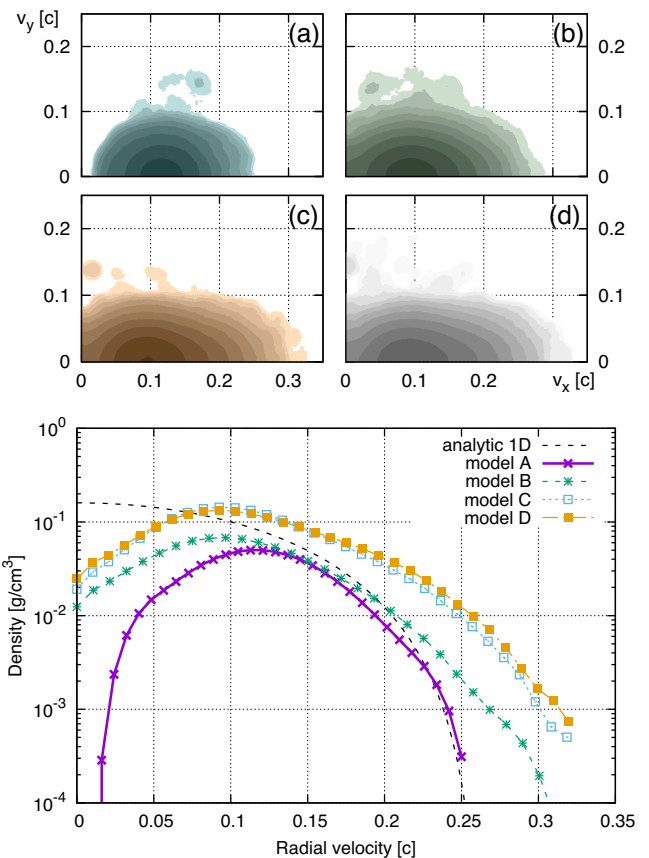 v_y [c]
0.2
0.1
0
(a)
(b)
0.2
0.1
0
0.2
0.1
0
(c)
(d)
0.2
0.1
0
0 0.1 0.2 0.3 0 0.1 0.2 v_x [c]
10^0
10^-1
10^-2
10^-3
10^-4
Density [g/cm^3]
analytic 1D
model A
model B
model C
model D
0 0.05 0.1 0.15 0.2 0.25 0.3 0.35
Radial velocity [c]